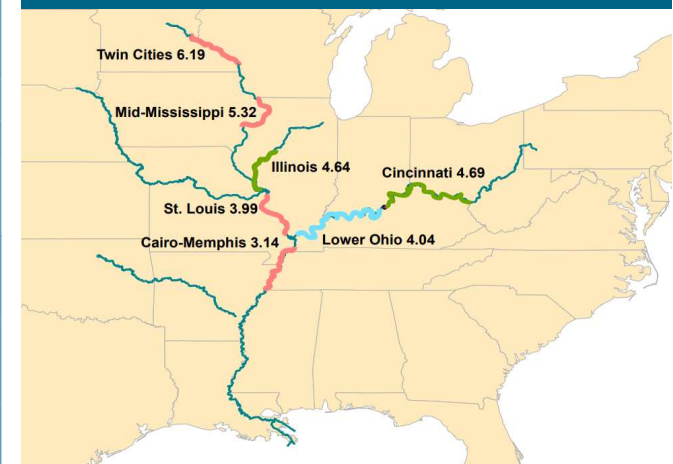 Twin Cities 6.19
Mid-Mississippi 5.32
Illinois 4.64
Cincinnati 4.69
St. Louis 3.99
Cairo-Memphis 3.14
Lower Ohio 4.04